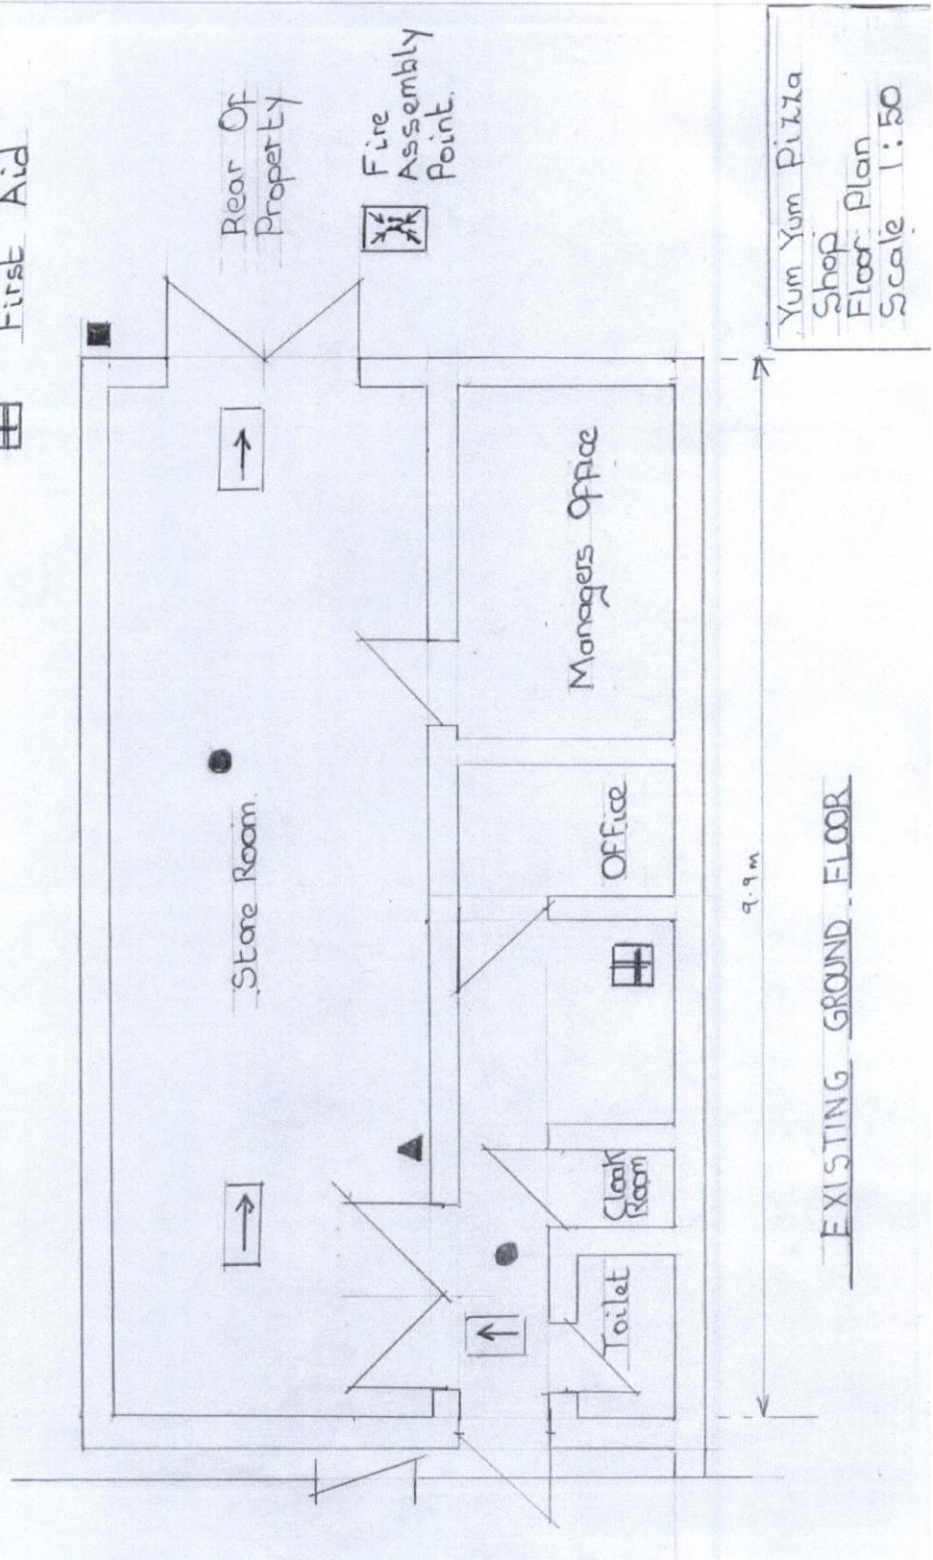 First Aid
Rear Of
Property
Fire
Assembly
Point.
Store Room
Managers Office
Office
Cloak
Room
Toilet
9.9m
EXISTING GROUND FLOOR
Yum Yum Pizza
Shop
Floor Plan
Scale 1:50